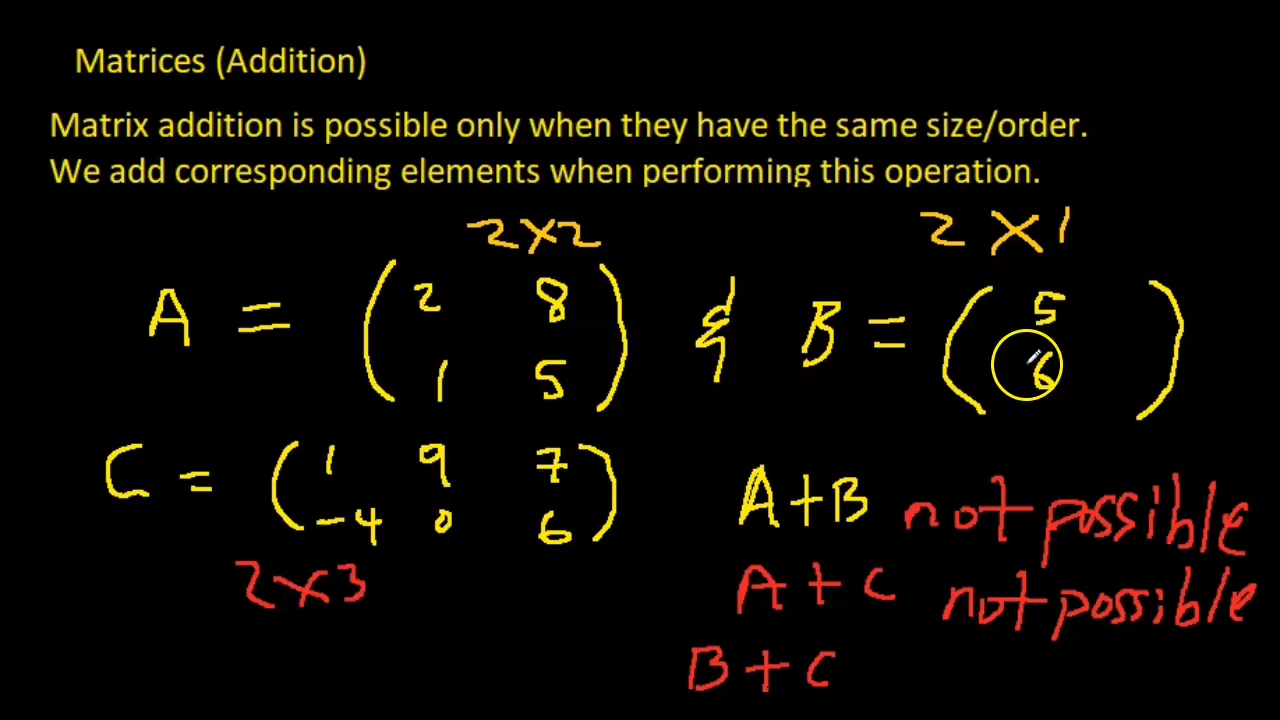 Matrices (Addition)
Matrix addition is possible only when they have the same size/order.
We add corresponding elements when performing this operation.
2x2 2 x 1
A = (2 8 & B = (5
1 5) 6)
C = (1 9 7
-4 0 6)
2x3
A+B not possible
A + C not possible
B + C